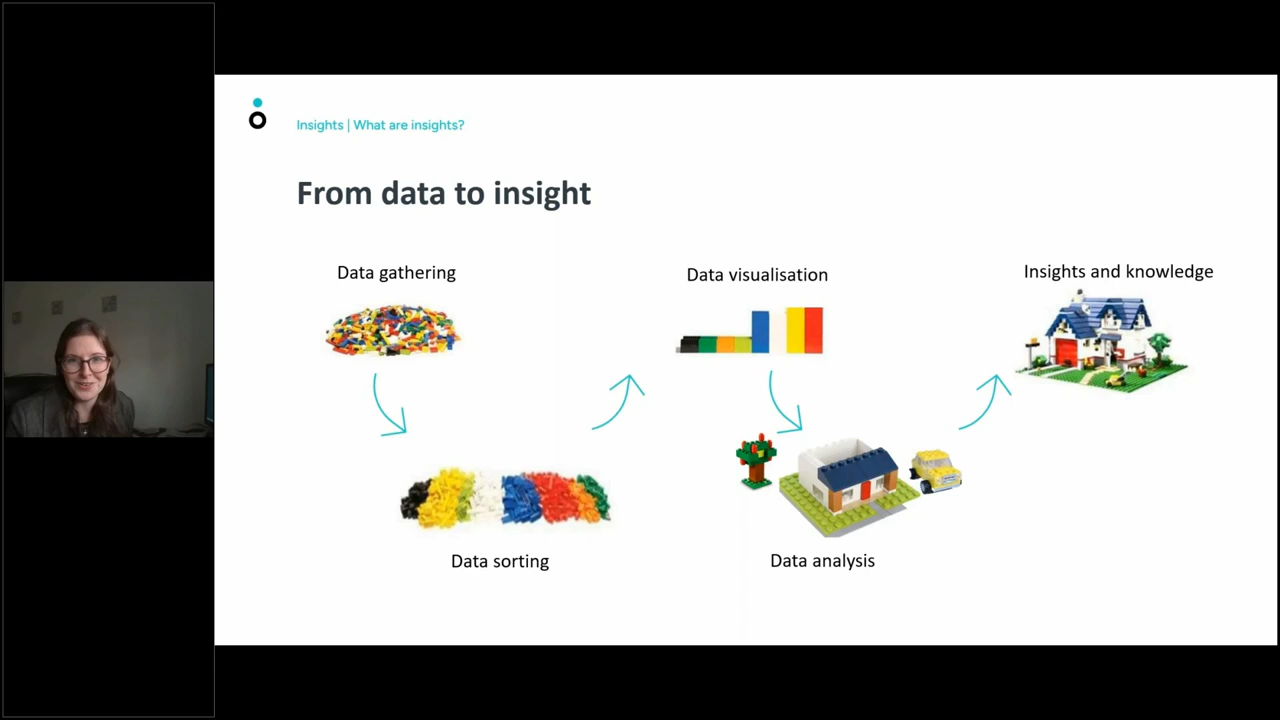 Insights | What are insights?
From data to insight
Data gathering
Data visualisation
Insights and knowledge
Data sorting
Data analysis